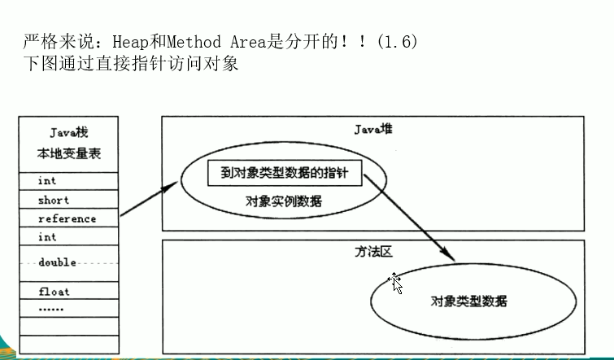 严格来说：Heap和Method Area是分开的！！(1.6)
下图通过直接指针访问对象
Java栈
本地变量表
int
short
reference
int
double
float
......
Java堆
到对象类型数据的指针
对象实例数据
方法区
对象类型数据